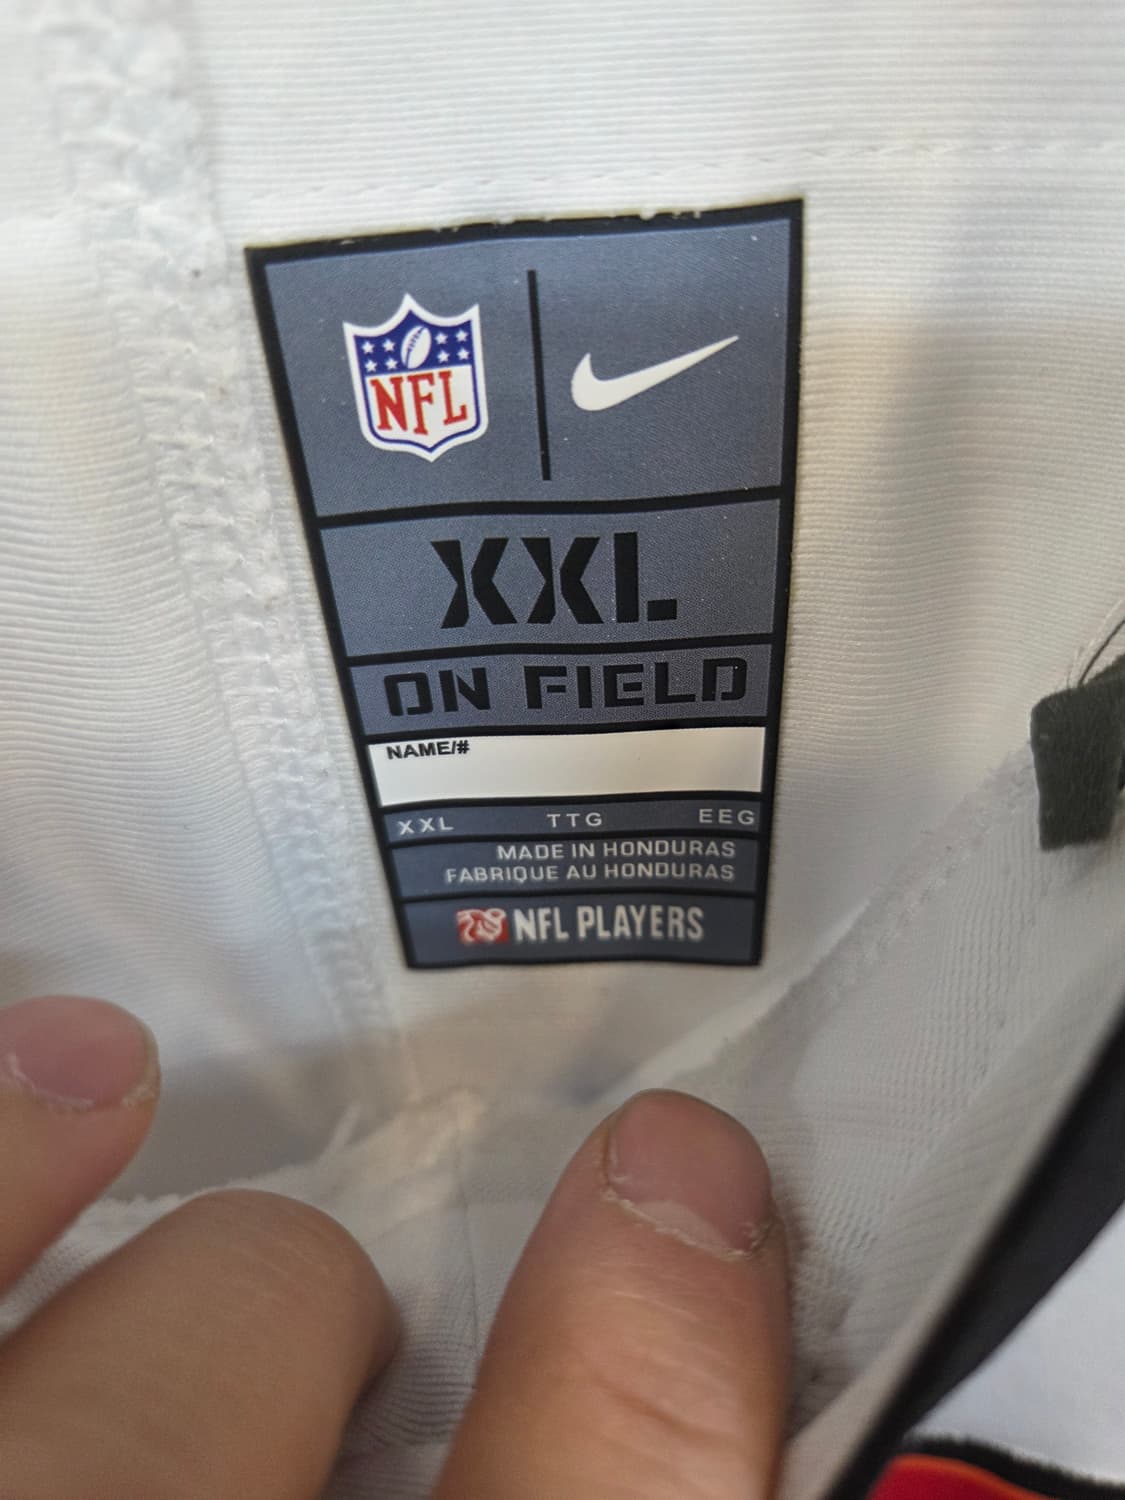 NFL
XXL
ON FIELD
NAME/#
XXL TTG EEG
MADE IN HONDURAS
FABRIQUE AU HONDURAS
NFL PLAYERS